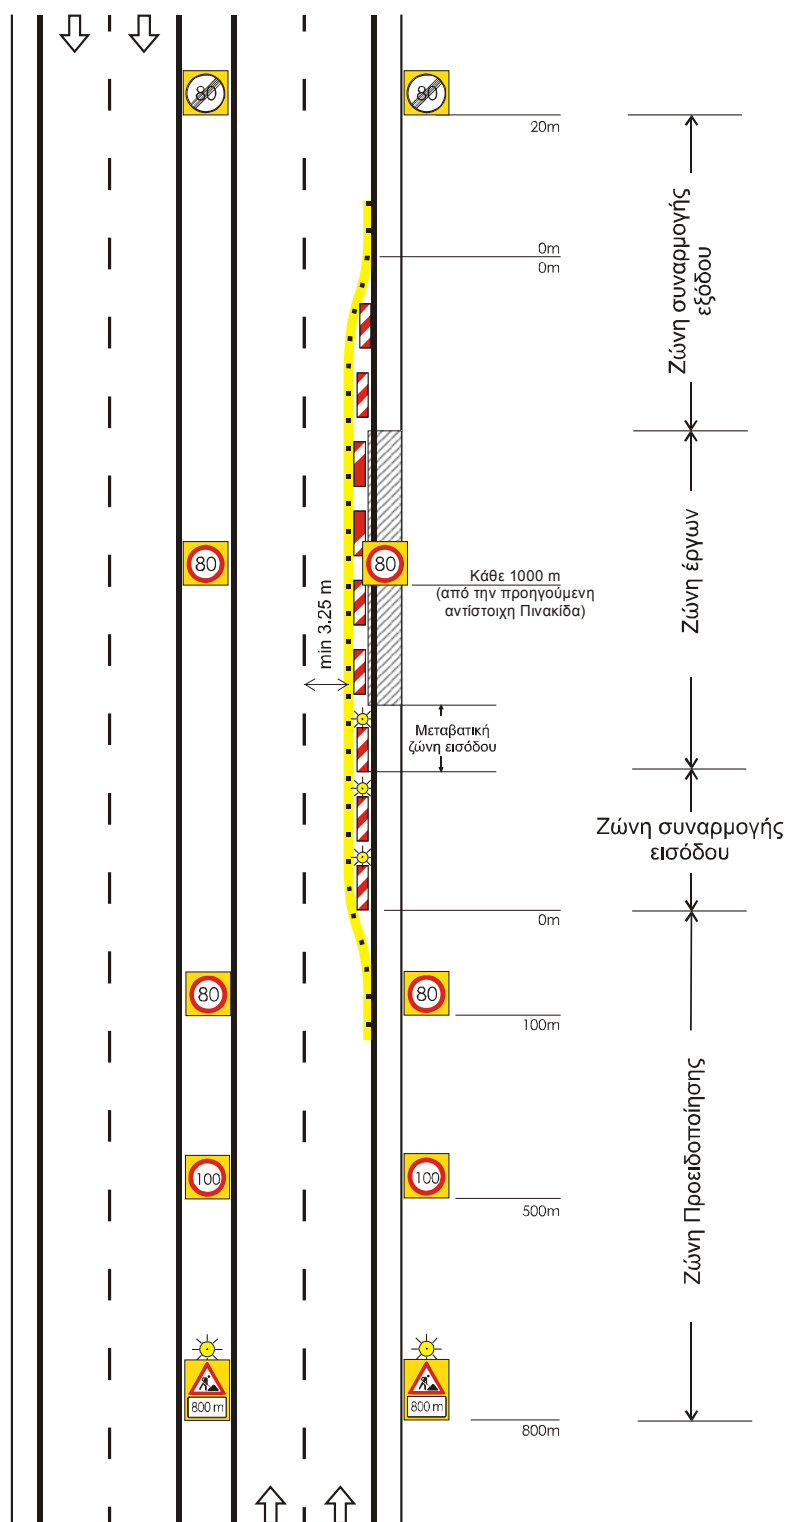 80
80
20m
Ζώνη συναρμογής
εξόδου
0m
0m
80
80
Κάθε 1000 m
(από την προηγούμενη
αντίστοιχη Πινακίδα)
Ζώνη έργων
min 3.25 m
Μεταβατική
ζώνη εισόδου
Ζώνη συναρμογής
εισόδου
0m
80
80
100m
Ζώνη Προειδοποίησης
100
100
500m
800 m
800 m
800m